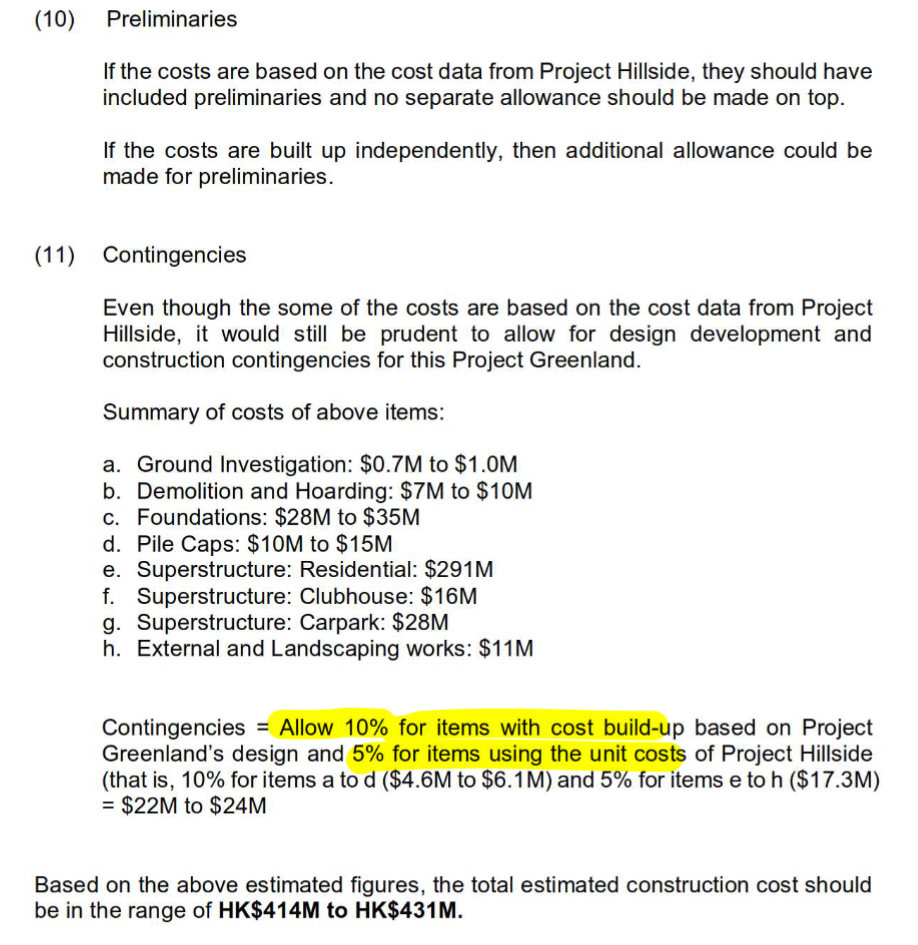 (10) Preliminaries
If the costs are based on the cost data from Project Hillside, they should have
included preliminaries and no separate allowance should be made on top.
If the costs are built up independently, then additional allowance could be
made for preliminaries.
(11) Contingencies
Even though the some of the costs are based on the cost data from Project
Hillside, it would still be prudent to allow for design development and
construction contingencies for this Project Greenland.
Summary of costs of above items:
a. Ground Investigation: $0.7M to $1.0M
b. Demolition and Hoarding: $7M to $10M
c. Foundations: $28M to $35M
d. Pile Caps: $10M to $15M
e. Superstructure: Residential: $291M
f. Superstructure: Clubhouse: $16M
g. Superstructure: Carpark: $28M
h. External and Landscaping works: $11M
Contingencies = Allow 10% for items with cost build-up based on Project
Greenland's design and 5% for items using the unit costs of Project Hillside
(that is, 10% for items a to d ($4.6M to $6.1M) and 5% for items e to h ($17.3M)
= $22M to $24M
Based on the above estimated figures, the total estimated construction cost should
be in the range of HK$414M to HK$431M.